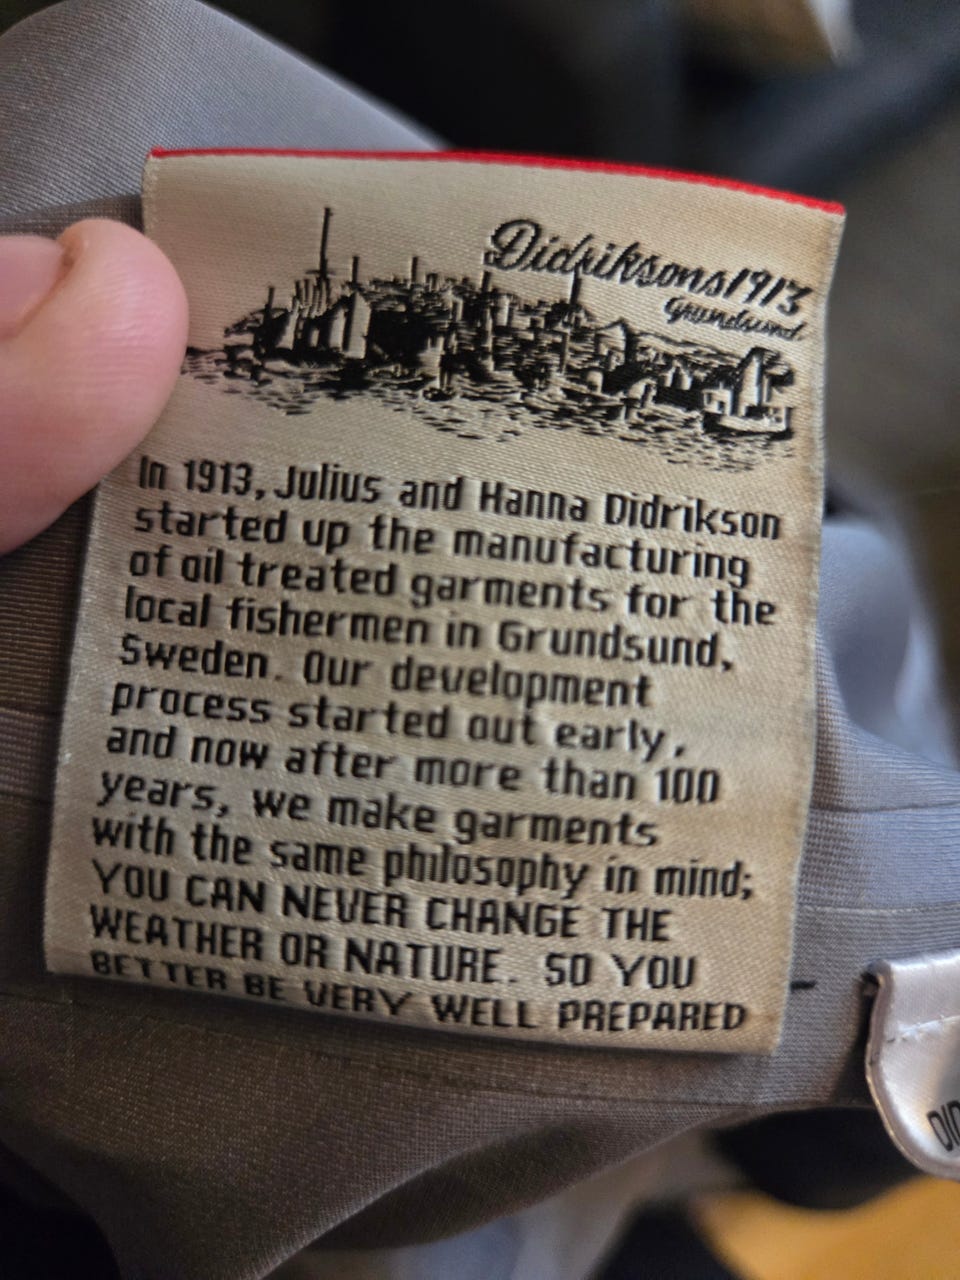 Didriksons1913
Grundsund.
In 1913, Julius and Hanna Didrikson
started up the manufacturing
of oil treated garments for the
local fishermen in Grundsund,
Sweden. Our development
process started out early,
and now after more than 100
years, we make garments
with the same philosophy in mind;
YOU CAN NEVER CHANGE THE
WEATHER OR NATURE. SO YOU
BETTER BE VERY WELL PREPARED